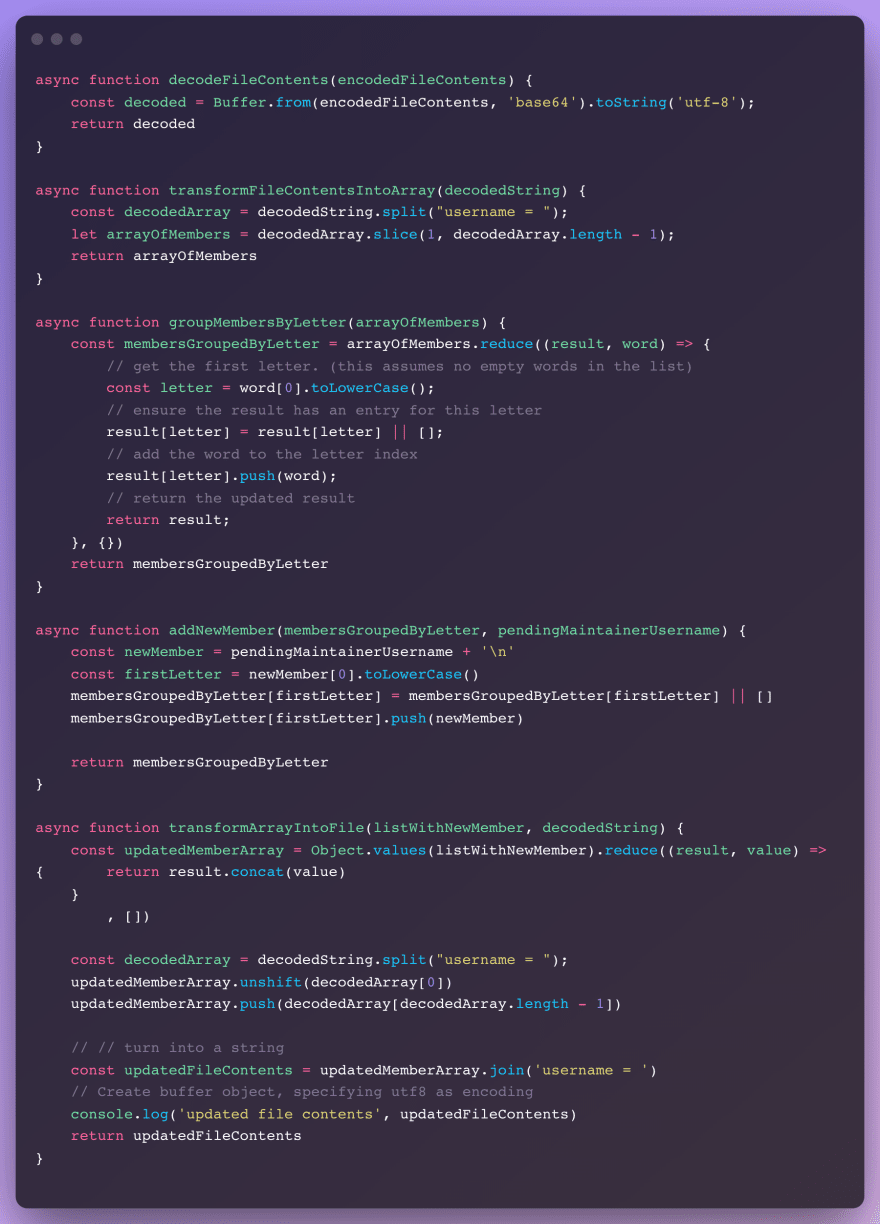 async function decodeFileContents(encodedFileContents) {
    const decoded = Buffer.from(encodedFileContents, 'base64').toString('utf-8');
    return decoded
}

async function transformFileContentsIntoArray(decodedString) {
    const decodedArray = decodedString.split("username = ");
    let arrayOfMembers = decodedArray.slice(1, decodedArray.length - 1);
    return arrayOfMembers
}

async function groupMembersByLetter(arrayOfMembers) {
    const membersGroupedByLetter = arrayOfMembers.reduce((result, word) => {
        // get the first letter. (this assumes no empty words in the list)
        const letter = word[0].toLowerCase();
        // ensure the result has an entry for this letter
        result[letter] = result[letter] || [];
        // add the word to the letter index
        result[letter].push(word);
        // return the updated result
        return result;
    }, {})
    return membersGroupedByLetter
}

async function addNewMember(membersGroupedByLetter, pendingMaintainerUsername) {
    const newMember = pendingMaintainerUsername + '\n'
    const firstLetter = newMember[0].toLowerCase()
    membersGroupedByLetter[firstLetter] = membersGroupedByLetter[firstLetter] || []
    membersGroupedByLetter[firstLetter].push(newMember)

    return membersGroupedByLetter
}

async function transformArrayIntoFile(listWithNewMember, decodedString) {
    const updatedMemberArray = Object.values(listWithNewMember).reduce((result, value) =>
{       return result.concat(value)
    }
        , [])

    const decodedArray = decodedString.split("username = ");
    updatedMemberArray.unshift(decodedArray[0])
    updatedMemberArray.push(decodedArray[decodedArray.length - 1])

    // // turn into a string
    const updatedFileContents = updatedMemberArray.join('username = ')
    // Create buffer object, specifying utf8 as encoding
    console.log('updated file contents', updatedFileContents)
    return updatedFileContents
}